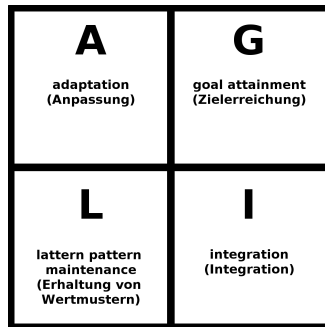 A
adaptation
(Anpassung)
G
goal attainment
(Zielerreichung)
L
lattern pattern
maintenance
(Erhaltung von
Wertmustern)
I
integration
(Integration)